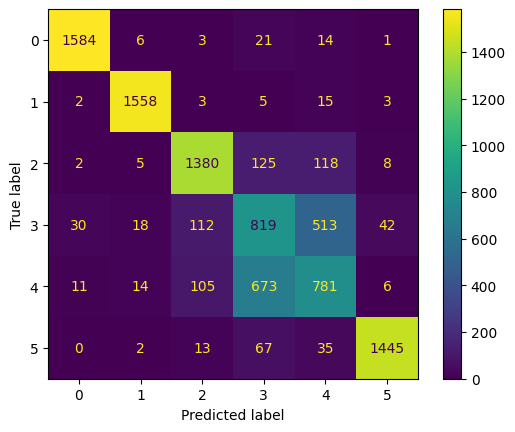 0 1584 6 3 21 14 1
1 2 1558 3 5 15 3
2 2 5 1380 125 118 8
3 30 18 112 819 513 42
4 11 14 105 673 781 6
5 0 2 13 67 35 1445
0 1 2 3 4 5
Predicted label
True label
1400
1200
1000
800
600
400
200
0